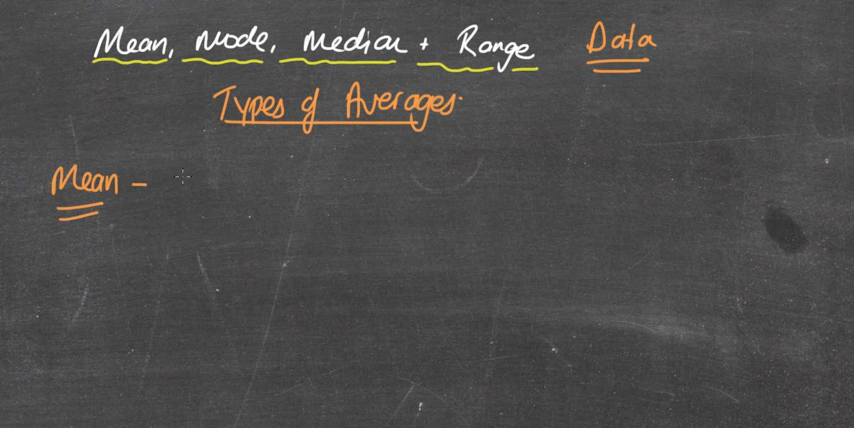 Mean, Mode, Median + Range Data
Types of Averages.
Mean -